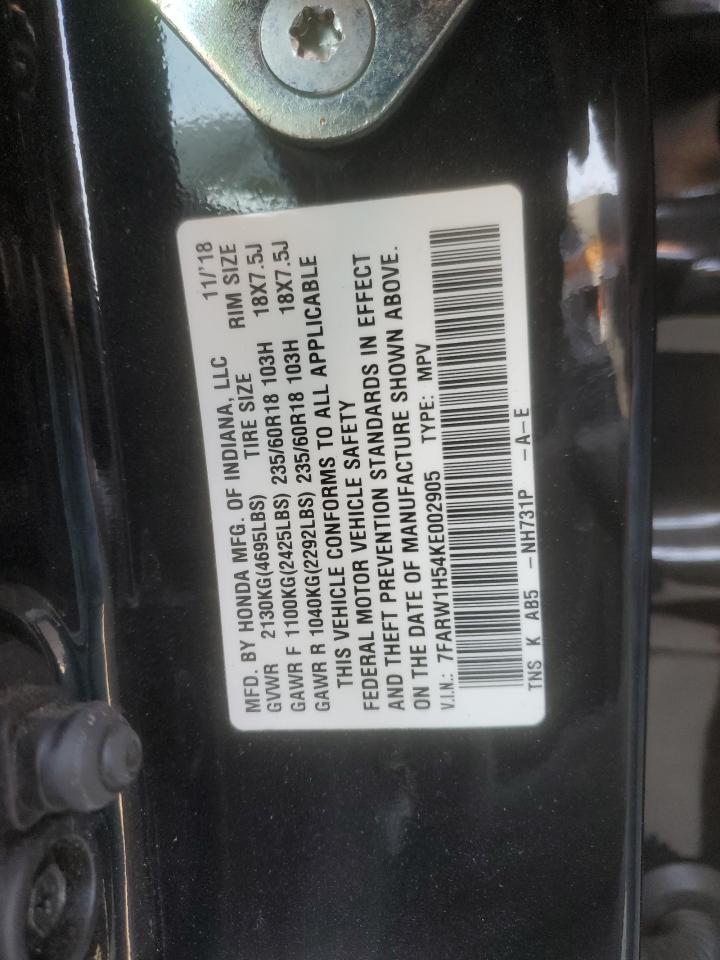 MFD. BY HONDA MFG. OF INDIANA, LLC 11/'18
GVWR 2130KG(4695LBS) TIRE SIZE RIM SIZE
GAWR F 1100KG(2425LBS) 235/60R18 103H 18X7.5J
GAWR R 1040KG(2292LBS) 235/60R18 103H 18X7.5J
THIS VEHICLE CONFORMS TO ALL APPLICABLE
FEDERAL MOTOR VEHICLE SAFETY
AND THEFT PREVENTION STANDARDS IN EFFECT
ON THE DATE OF MANUFACTURE SHOWN ABOVE.
V.I.N.: 7FARW1H54KE002905 TYPE: MPV
TNS K AB5 -NH731P -A-E